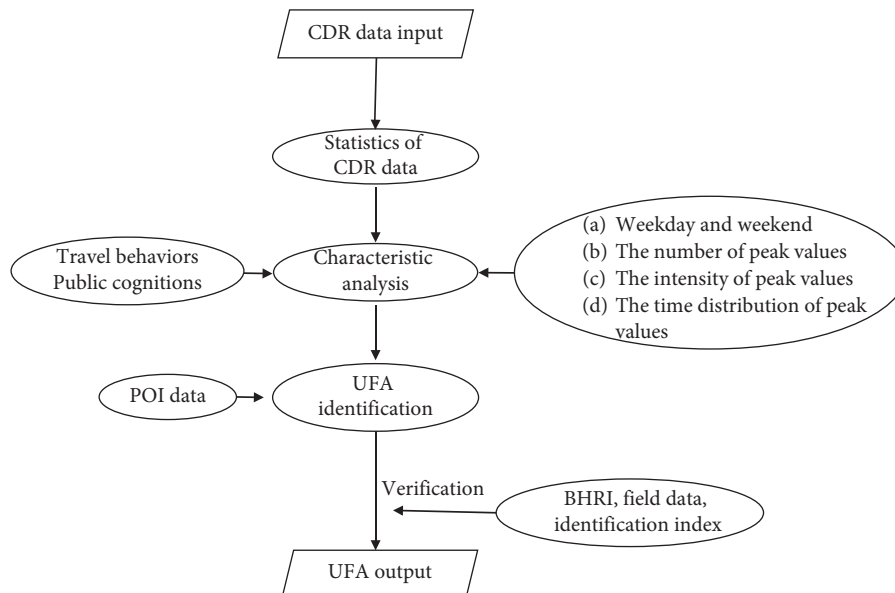 CDR data input
Statistics of
CDR data
Travel behaviors
Public cognitions
Characteristic
analysis
(a) Weekday and weekend
(b) The number of peak values
(c) The intensity of peak values
(d) The time distribution of peak
values
POI data
UFA
identification
Verification
BHRI, field data,
identification index
UFA output